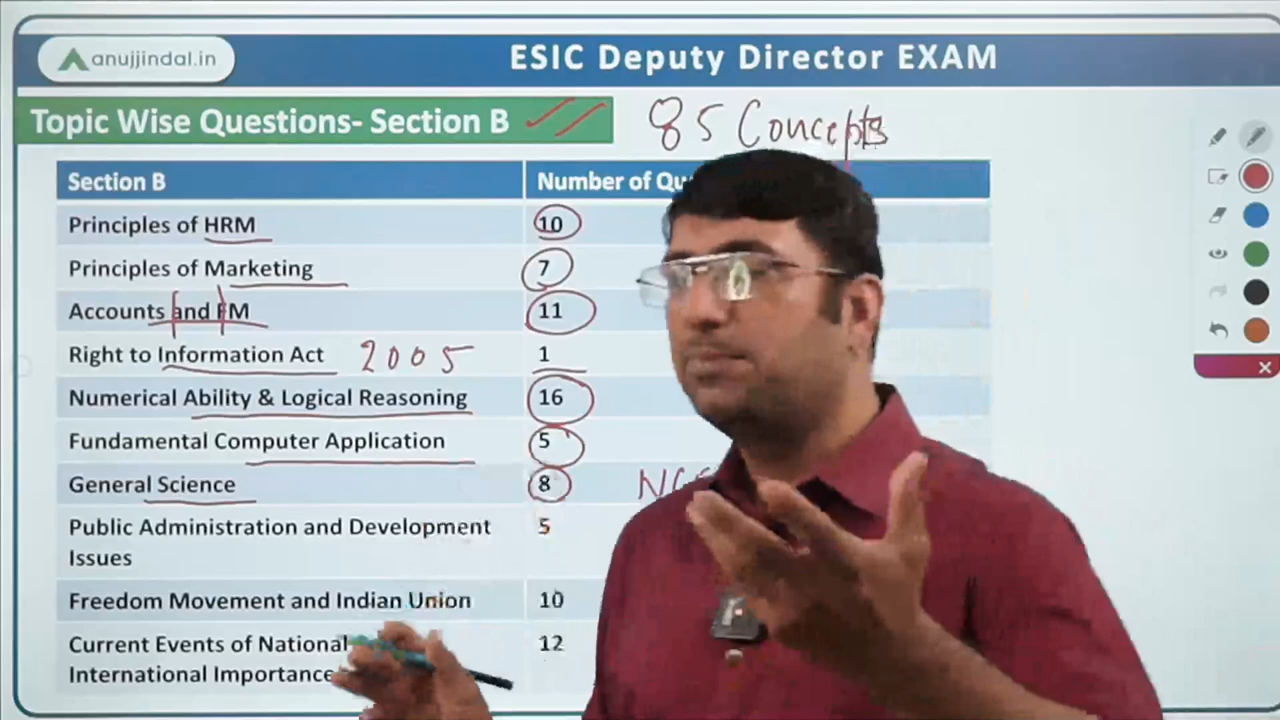 anujjindal.in
ESIC Deputy Director EXAM
Topic Wise Questions- Section B
85 Concepts
Section B
Number of
Principles of HRM
10
Principles of Marketing
7
Accounts and FM
11
Right to Information Act 2005
1
Numerical Ability & Logical Reasoning
16
Fundamental Computer Application
5
General Science
8
Public Administration and Development
Issues
5
Freedom Movement and Indian Union
10
Current Events of National
International Importance
12